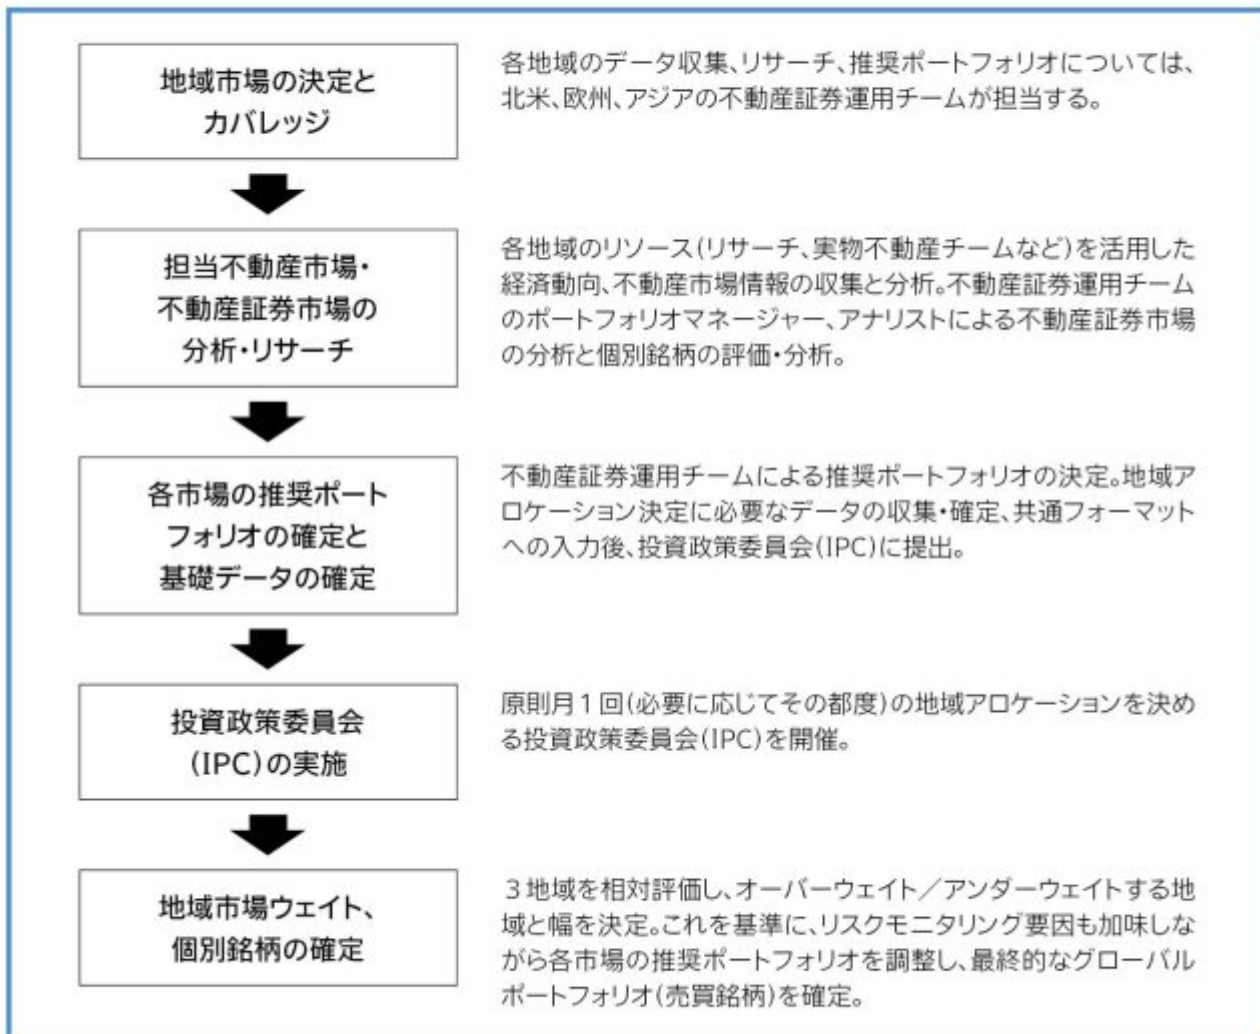 地域市場の決定と
カバレッジ
各地域のデータ収集、リサーチ、推奨ポートフォリオについては、
北米、欧州、アジアの不動産証券運用チームが担当する。
担当不動産市場・
不動産証券市場の
分析・リサーチ
各地域のリソース(リサーチ、実物不動産チームなど)を活用した
経済動向、不動産市場情報の収集と分析。不動産証券運用チーム
のポートフォリオマネージャー、アナリストによる不動産証券市場
の分析と個別銘柄の評価・分析。
各市場の推奨ポート
フォリオの確定と
基礎データの確定
不動産証券運用チームによる推奨ポートフォリオの決定。地域ア
ロケーション決定に必要なデータの収集・確定、共通フォーマット
への入力後、投資政策委員会(IPC)に提出。
投資政策委員会
(IPC)の実施
原則月1回(必要に応じてその都度)の地域アロケーションを決め
る投資政策委員会(IPC)を開催。
地域市場ウェイト、
個別銘柄の確定
3地域を相対評価し、オーバーウェイト／アンダーウェイトする地
域と幅を決定。これを基準に、リスクモニタリング要因も加味しな
がら各市場の推奨ポートフォリオを調整し、最終的なグローバル
ポートフォリオ(売買銘柄)を確定。